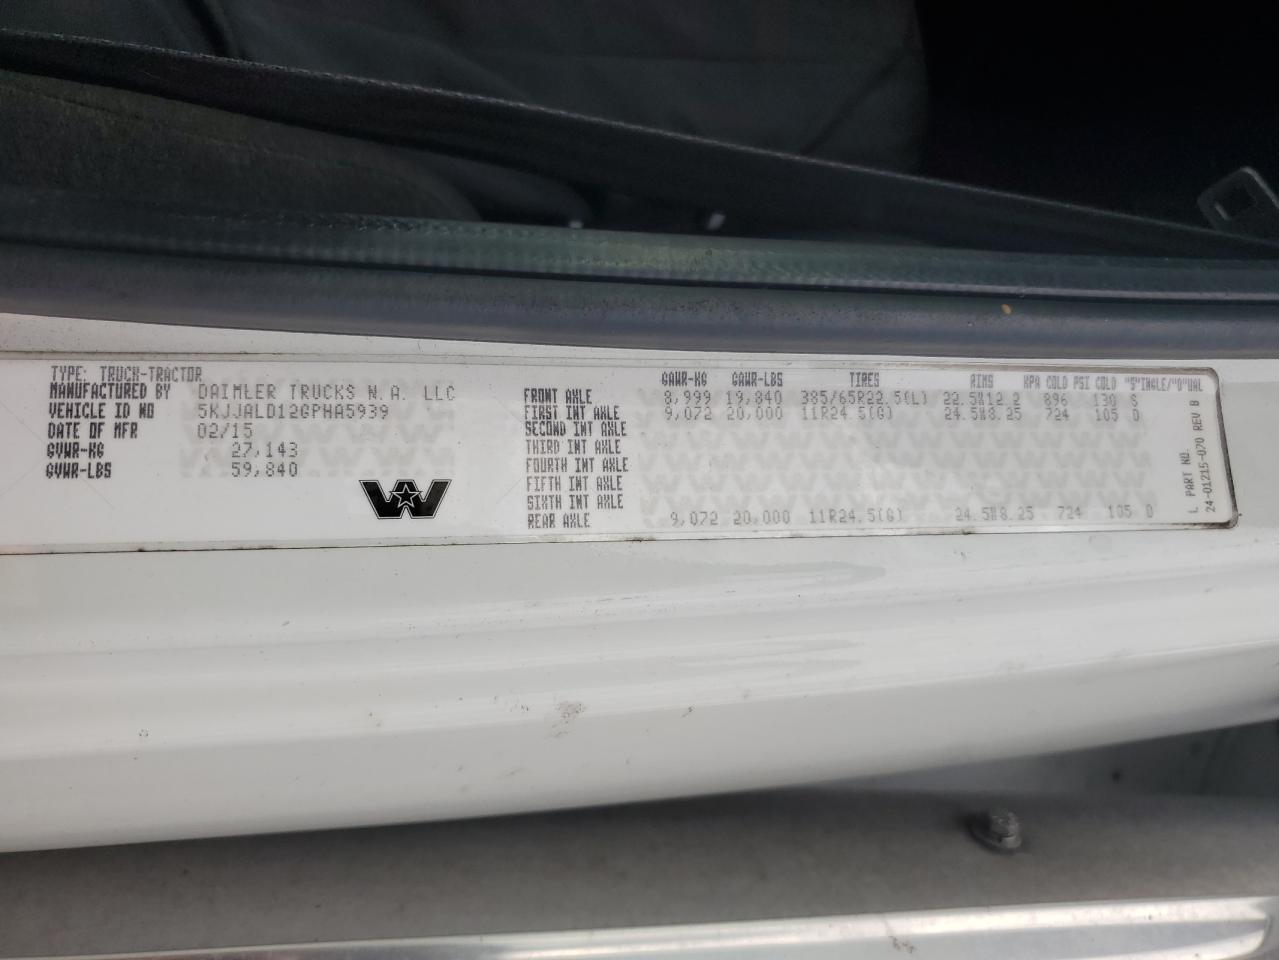 TYPE: TRUCK-TRACTOR
MANUFACTURED BY DAIMLER TRUCKS N.A. LLC
VEHICLE ID NO 5KJJALD12GPHA5939
DATE OF MFR 02/15
GVWR-KG 27,143
GVWR-LBS 59,840
GAWR-KG GAWR-LBS TIRES RIMS KPA COLD PSI COLD "S"INGLE/"D"UAL
FRONT AXLE 8,999 19,840 385/65R22.5(L) 22.5X12.2 896 130 S
FIRST INT AXLE 9,072 20,000 11R24.5(G) 24.5X8.25 724 105 D
SECOND INT AXLE
THIRD INT AXLE
FOURTH INT AXLE
FIFTH INT AXLE
SIXTH INT AXLE
REAR AXLE 9,072 20,000 11R24.5(G) 24.5X8.25 724 105 D
L PART NO.
24-01215-070 REV B